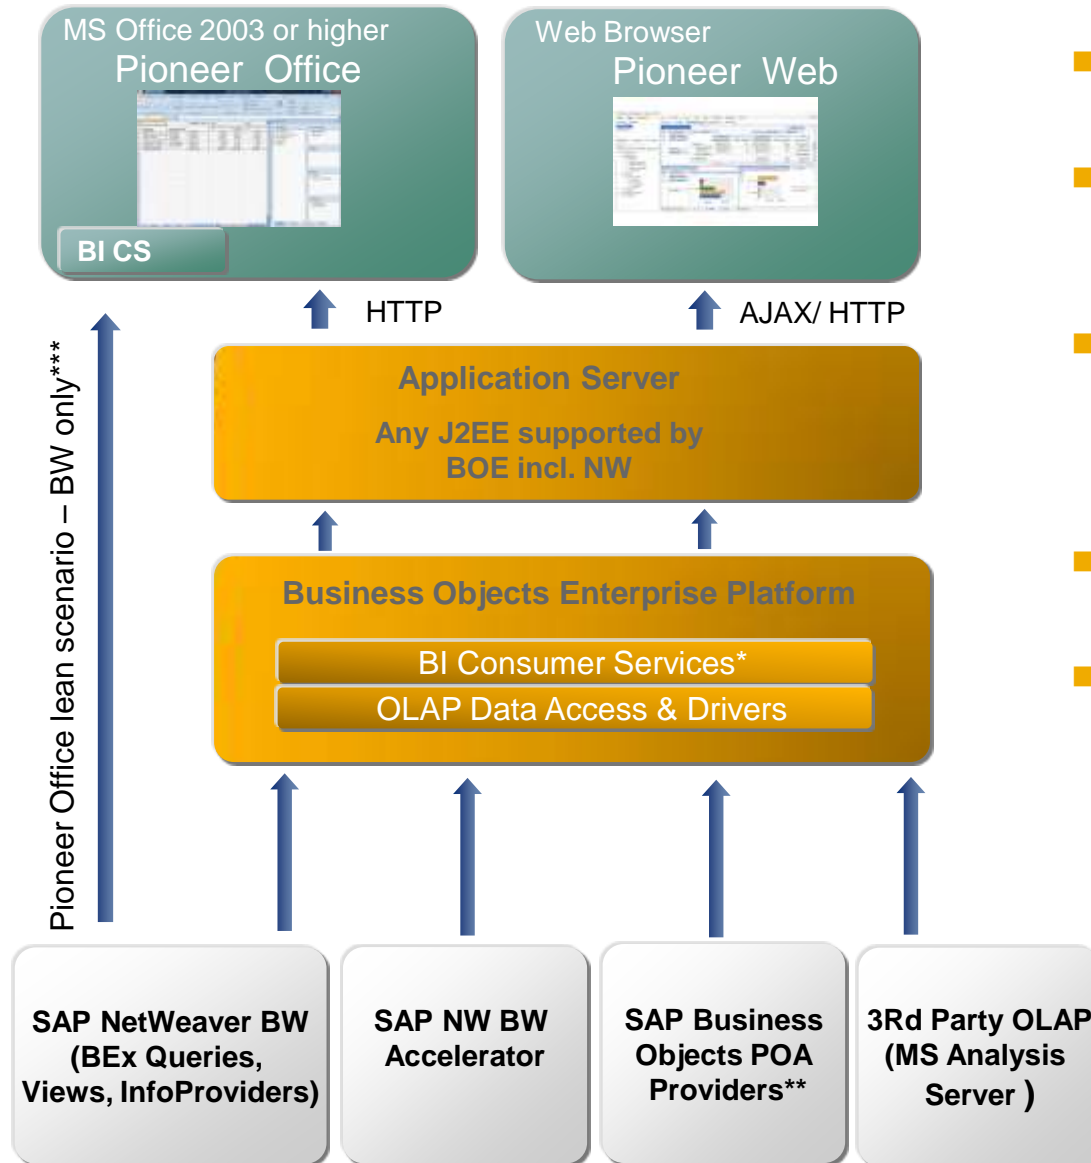 MS Office 2003 or higher
Pioneer Office
BI CS
Web Browser
Pioneer Web
HTTP
AJAX/ HTTP
Pioneer Office lean scenario – BW only***
Application Server
Any J2EE supported by
BOE incl. NW
Business Objects Enterprise Platform
BI Consumer Services*
OLAP Data Access & Drivers
SAP NetWeaver BW
(BEx Queries,
Views, InfoProviders)
SAP NW BW
Accelerator
SAP Business
Objects POA
Providers**
3Rd Party OLAP
(MS Analysis
Server )